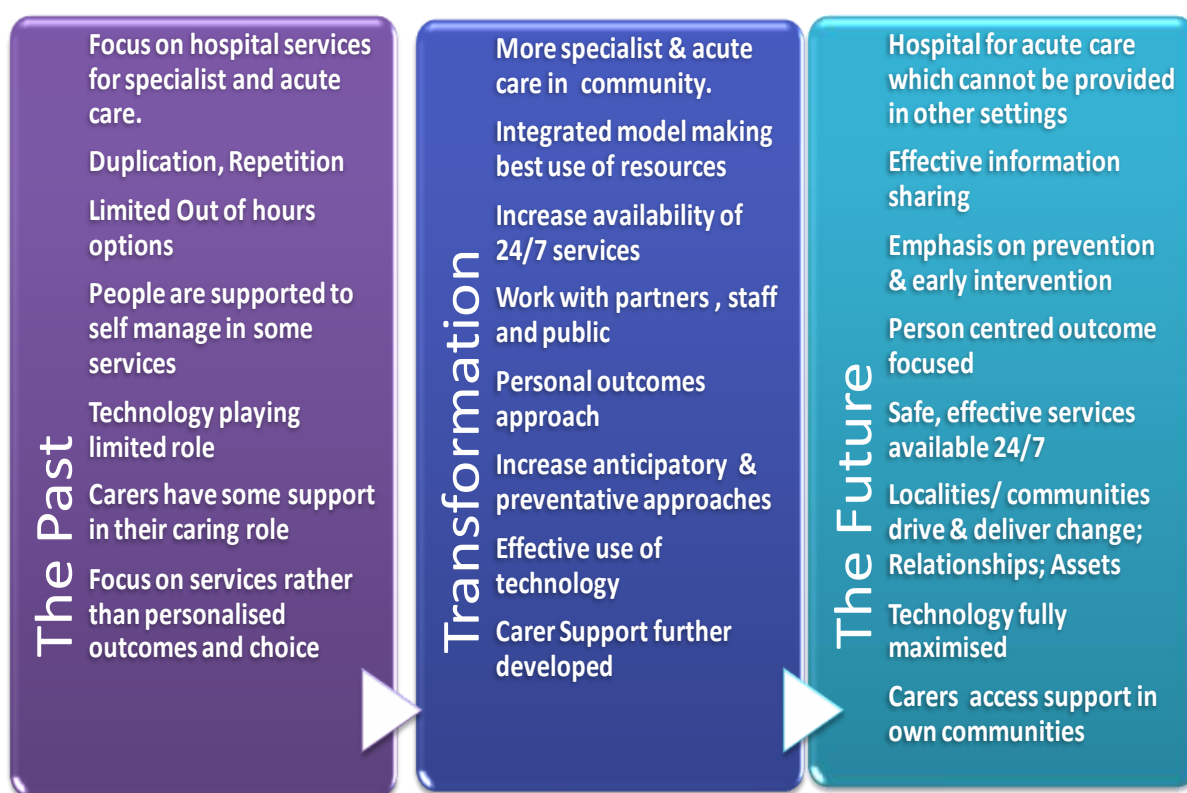 The Past
Focus on hospital services
for specialist and acute
care.
Duplication, Repetition
Limited Out of hours
options
People are supported to
self manage in some
services
Technology playing
limited role
Carers have some support
in their caring role
Focus on services rather
than personalised
outcomes and choice
Transformation
More specialist & acute
care in community.
Integrated model making
best use of resources
Increase availability of
24/7 services
Work with partners , staff
and public
Personal outcomes
approach
Increase anticipatory &
preventative approaches
Effective use of
technology
Carer Support further
developed
The Future
Hospital for acute care
which cannot be provided
in other settings
Effective information
sharing
Emphasis on prevention
& early intervention
Person centred outcome
focused
Safe, effective services
available 24/7
Localities/ communities
drive & deliver change;
Relationships; Assets
Technology fully
maximised
Carers access support in
own communities